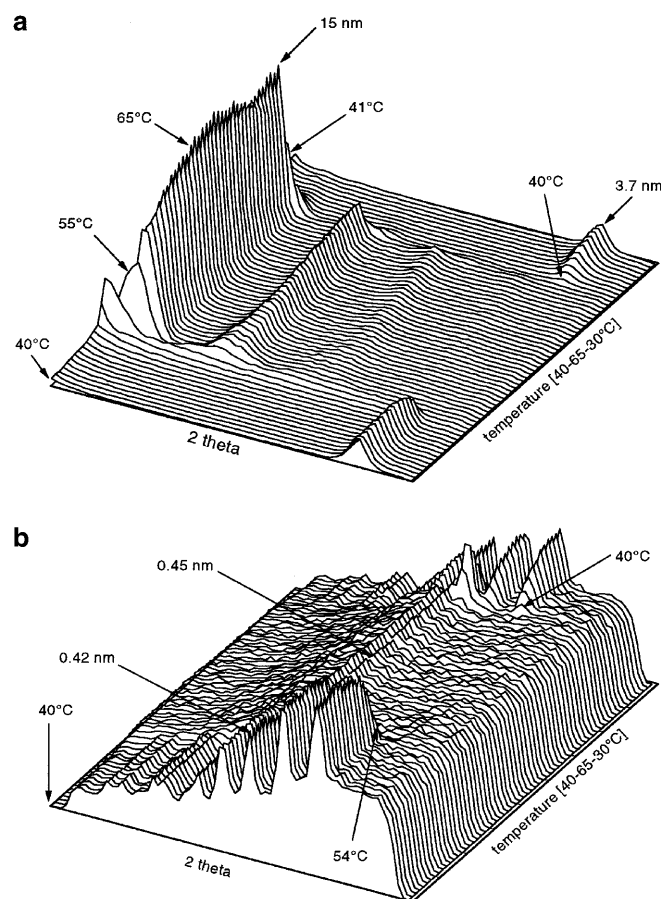 a
15 nm
65°C
41°C
40°C
3.7 nm
55°C
40°C
2 theta
temperature [40-65-30°C]
b
0.45 nm
40°C
0.42 nm
40°C
54°C
2 theta
temperature [40-65-30°C]